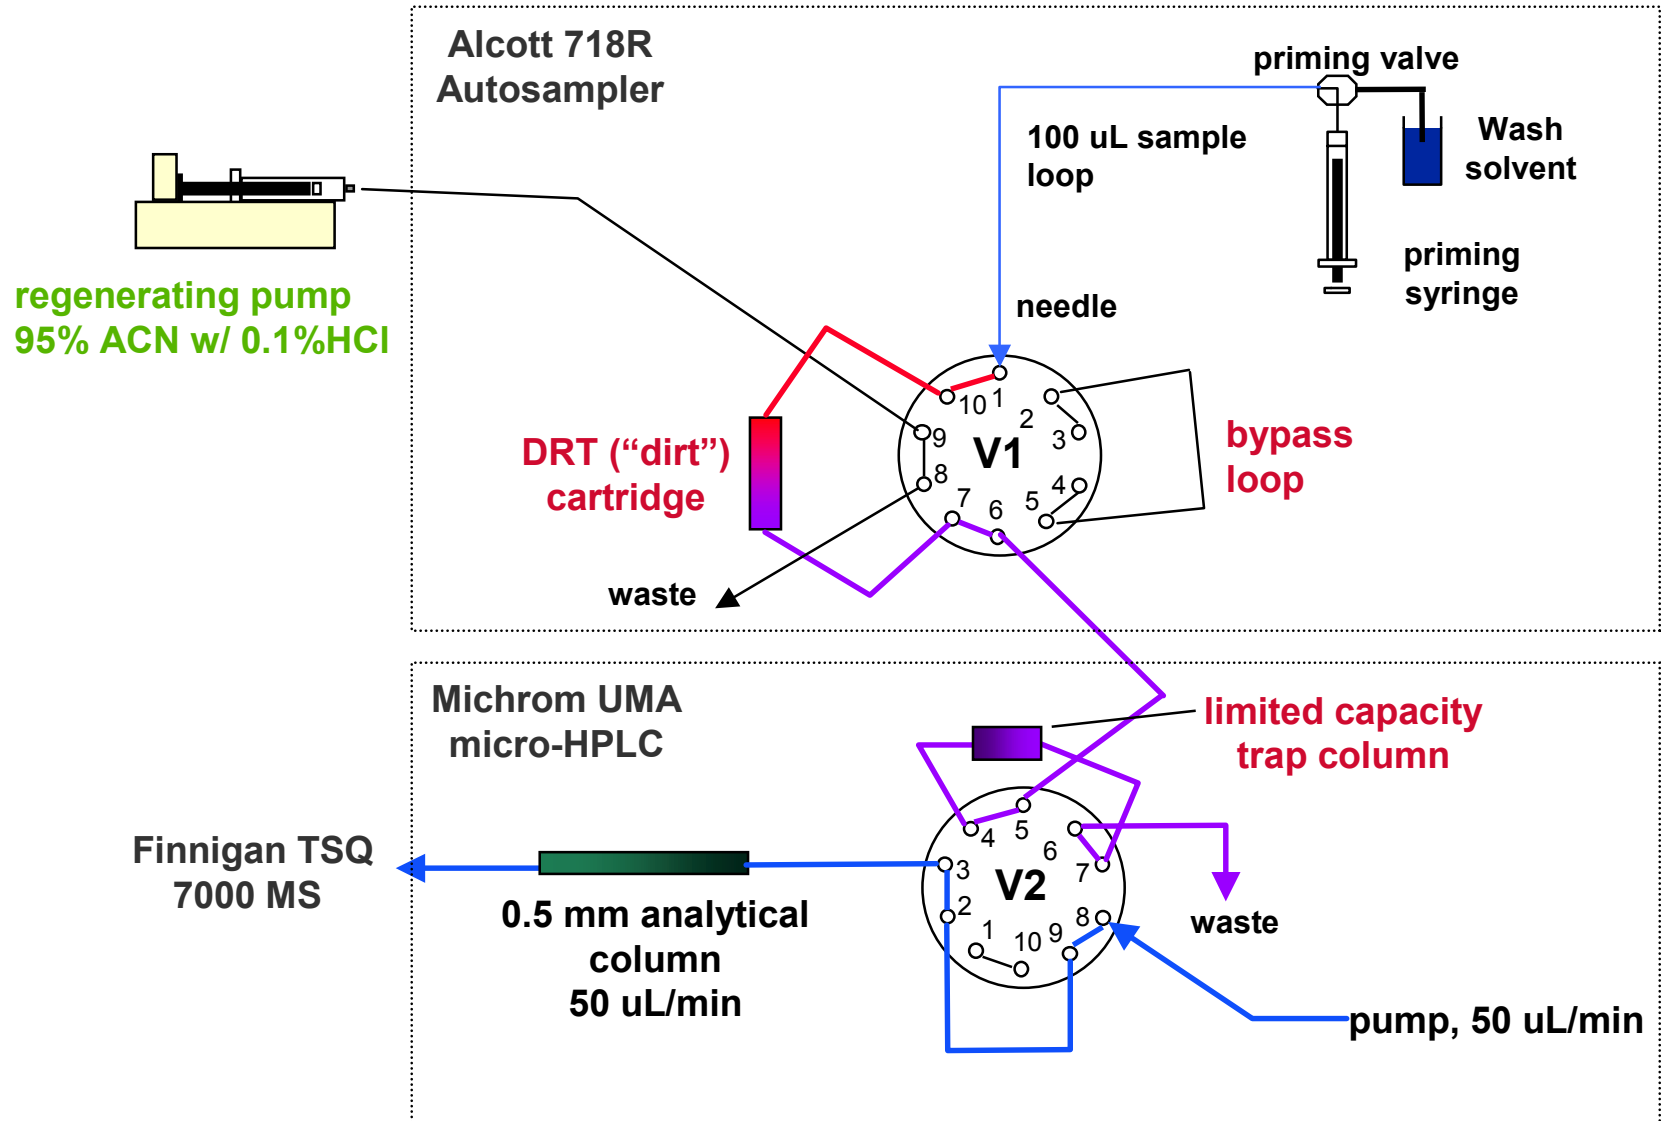 Alcott 718R
Autosampler
priming valve
100 uL sample
loop
Wash
solvent
priming
syringe
regenerating pump
95% ACN w/ 0.1%HCl
needle
10
1
2
3
4
5
6
7
8
9
V1
DRT (“dirt”)
cartridge
bypass
loop
waste
Michrom UMA
micro-HPLC
limited capacity
trap column
4
5
6
7
3
2
1
10
9
8
V2
Finnigan TSQ
7000 MS
0.5 mm analytical
column
50 uL/min
waste
pump, 50 uL/min